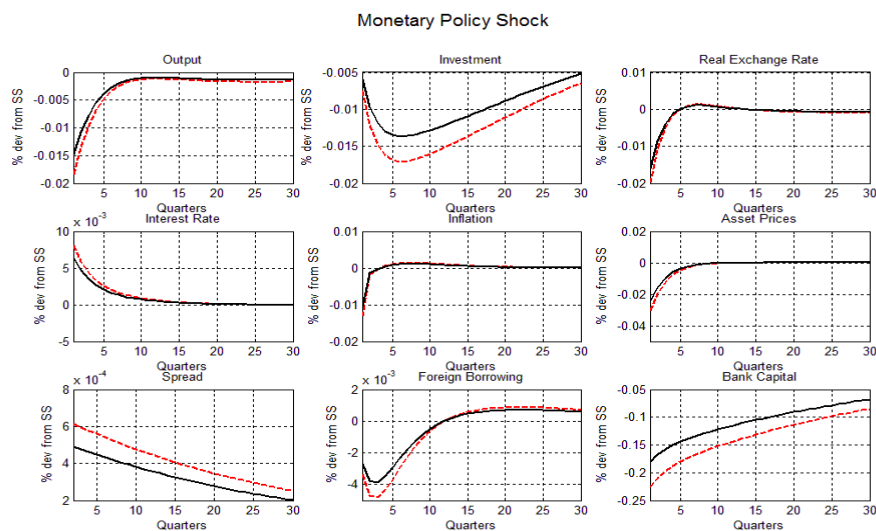 Monetary Policy Shock
Output
Investment
Real Exchange Rate
% dev from SS
0
-0.005
-0.01
-0.015
-0.02
5 10 15 20 25 30
Quarters
% dev from SS
-0.005
-0.01
-0.015
-0.02
5 10 15 20 25 30
Quarters
% dev from SS
0.01
0
-0.01
-0.02
5 10 15 20 25 30
Quarters
Interest Rate
Inflation
Asset Prices
x 10^-3
% dev from SS
10
5
0
-5
5 10 15 20 25 30
Quarters
% dev from SS
0.01
0
-0.01
-0.02
5 10 15 20 25 30
Quarters
% dev from SS
0.02
0
-0.02
-0.04
5 10 15 20 25 30
Quarters
Spread
Foreign Borrowing
Bank Capital
x 10^-4
% dev from SS
8
6
4
2
5 10 15 20 25 30
Quarters
x 10^-3
% dev from SS
2
0
-2
-4
5 10 15 20 25 30
Quarters
% dev from SS
-0.05
-0.1
-0.15
-0.2
-0.25
5 10 15 20 25 30
Quarters